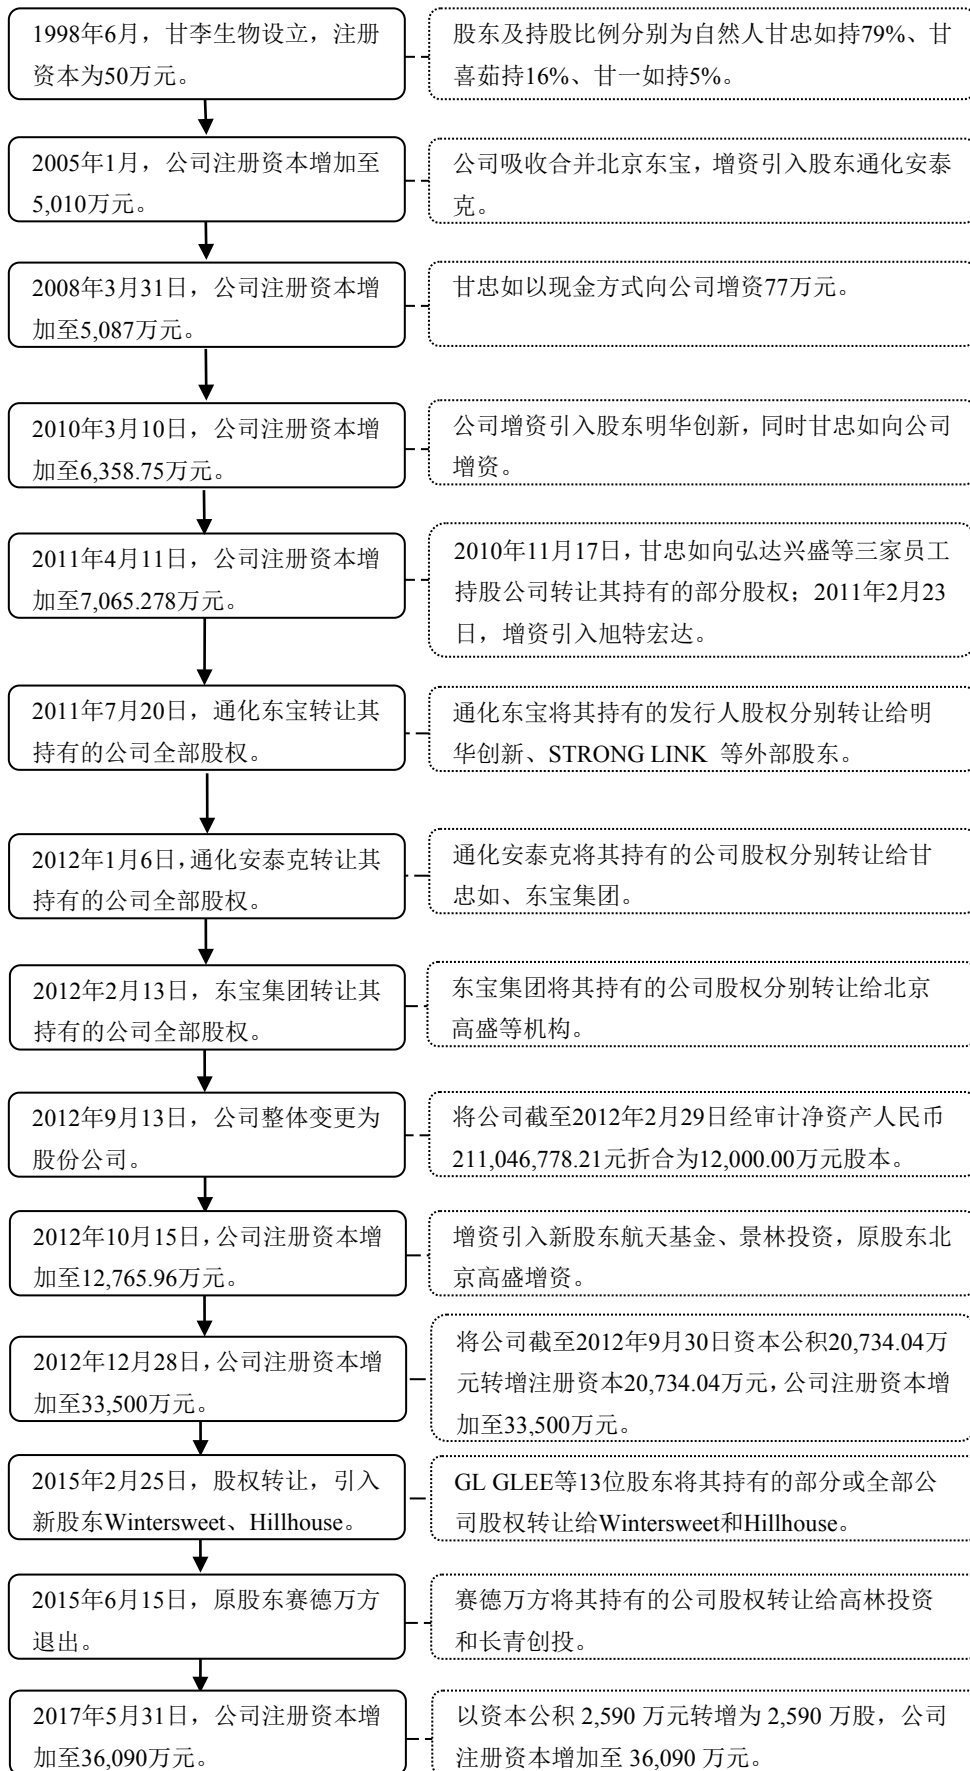 1998年6月，甘李生物设立，注册
资本为50万元。
股东及持股比例分别为自然人甘忠如持79%、甘
喜茹持16%、甘一如持5%。
2005年1月，公司注册资本增加至
5,010万元。
公司吸收合并北京东宝，增资引入股东通化安泰
克。
2008年3月31日，公司注册资本增
加至5,087万元。
甘忠如以现金方式向公司增资77万元。
2010年3月10日，公司注册资本增
加至6,358.75万元。
公司增资引入股东明华创新，同时甘忠如向公司
增资。
2011年4月11日，公司注册资本增
加至7,065.278万元。
2010年11月17日，甘忠如向弘达兴盛等三家员工
持股公司转让其持有的部分股权；2011年2月23
日，增资引入旭特宏达。
2011年7月20日，通化东宝转让其
持有的公司全部股权。
通化东宝将其持有的发行人股权分别转让给明
华创新、STRONG LINK 等外部股东。
2012年1月6日，通化安泰克转让其
持有的公司全部股权。
通化安泰克将其持有的公司股权分别转让给甘
忠如、东宝集团。
2012年2月13日，东宝集团转让其
持有的公司全部股权。
东宝集团将其持有的公司股权分别转让给北京
高盛等机构。
2012年9月13日，公司整体变更为
股份公司。
将公司截至2012年2月29日经审计净资产人民币
211,046,778.21元折合为12,000.00万元股本。
2012年10月15日，公司注册资本增
加至12,765.96万元。
增资引入新股东航天基金、景林投资，原股东北
京高盛增资。
2012年12月28日，公司注册资本增
加至33,500万元。
将公司截至2012年9月30日资本公积20,734.04万
元转增注册资本20,734.04万元，公司注册资本增
加至33,500万元。
2015年2月25日，股权转让，引入
新股东Wintersweet、Hillhouse。
GL GLEE等13位股东将其持有的部分或全部公
司股权转让给Wintersweet和Hillhouse。
2015年6月15日，原股东赛德万方
退出。
赛德万方将其持有的公司股权转让给高林投资
和长青创投。
2017年5月31日，公司注册资本增
加至36,090万元。
以资本公积 2,590 万元转增为 2,590 万股，公司
注册资本增加至 36,090 万元。